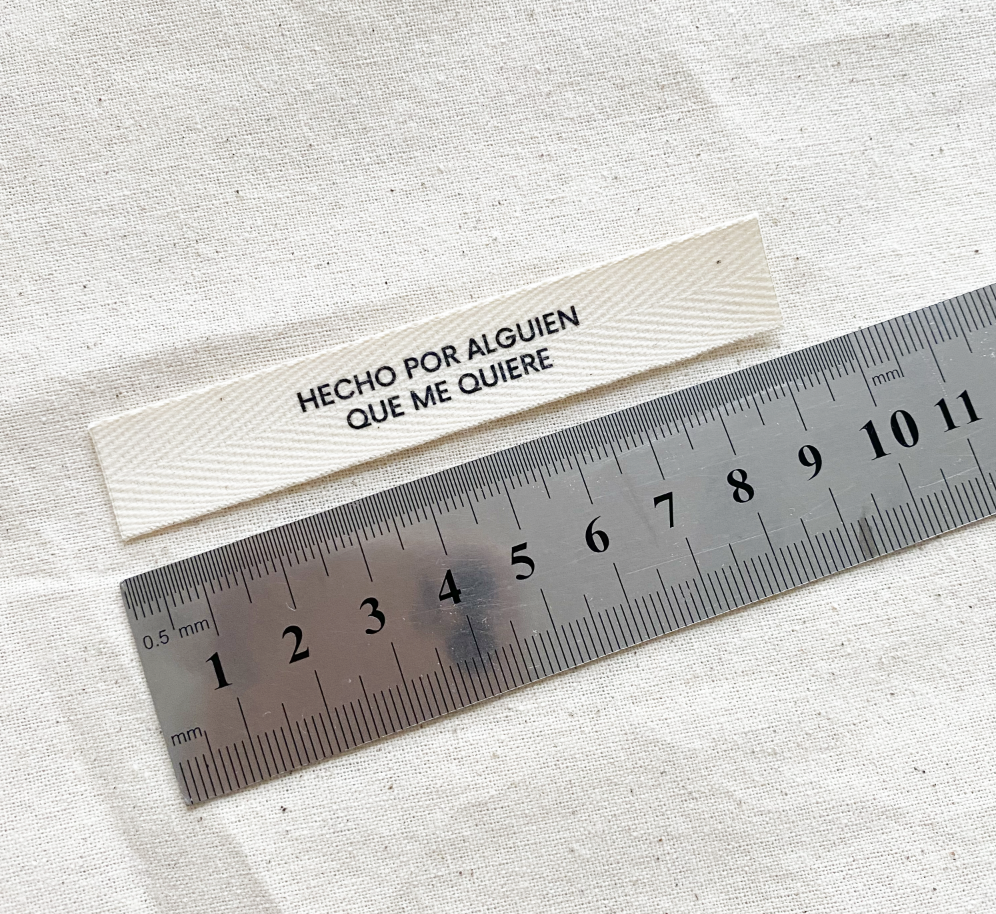 HECHO POR ALGUIEN
QUE ME QUIERE
mm
0.5 mm
1 2 3 4 5 6 7 8 9 10 11
mm